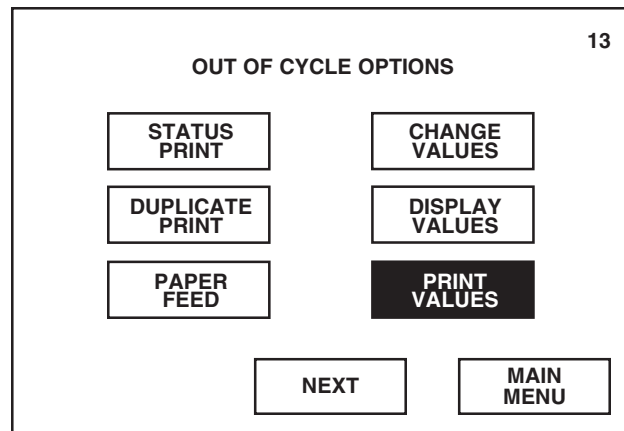 13
OUT OF CYCLE OPTIONS
STATUS
PRINT
CHANGE
VALUES
DUPLICATE
PRINT
DISPLAY
VALUES
PAPER
FEED
PRINT
VALUES
NEXT
MAIN
MENU